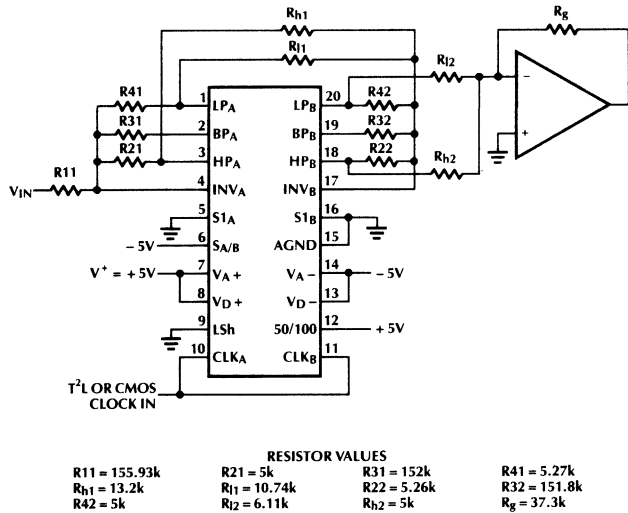 Rh1
Rg
Rl1
R41 1 LPA LPB 20 R42 Rl2 −
R31 2 BPA BPB 19 R32
R21 3 HPA HPB 18 R22 Rh2 +
VIN R11 4 INVA INVB 17
5 S1A S1B 16
− 5V 6 SA/B AGND 15
V+ = + 5V 7 VA+ VA− 14 − 5V
8 VD+ VD− 13
9 LSh 50/100 12 + 5V
10 CLKA CLKB 11
T²L OR CMOS
CLOCK IN
RESISTOR VALUES
R11 = 155.93k R21 = 5k R31 = 152k R41 = 5.27k
Rh1 = 13.2k Rl1 = 10.74k R22 = 5.26k R32 = 151.8k
R42 = 5k Rl2 = 6.11k Rh2 = 5k Rg = 37.3k